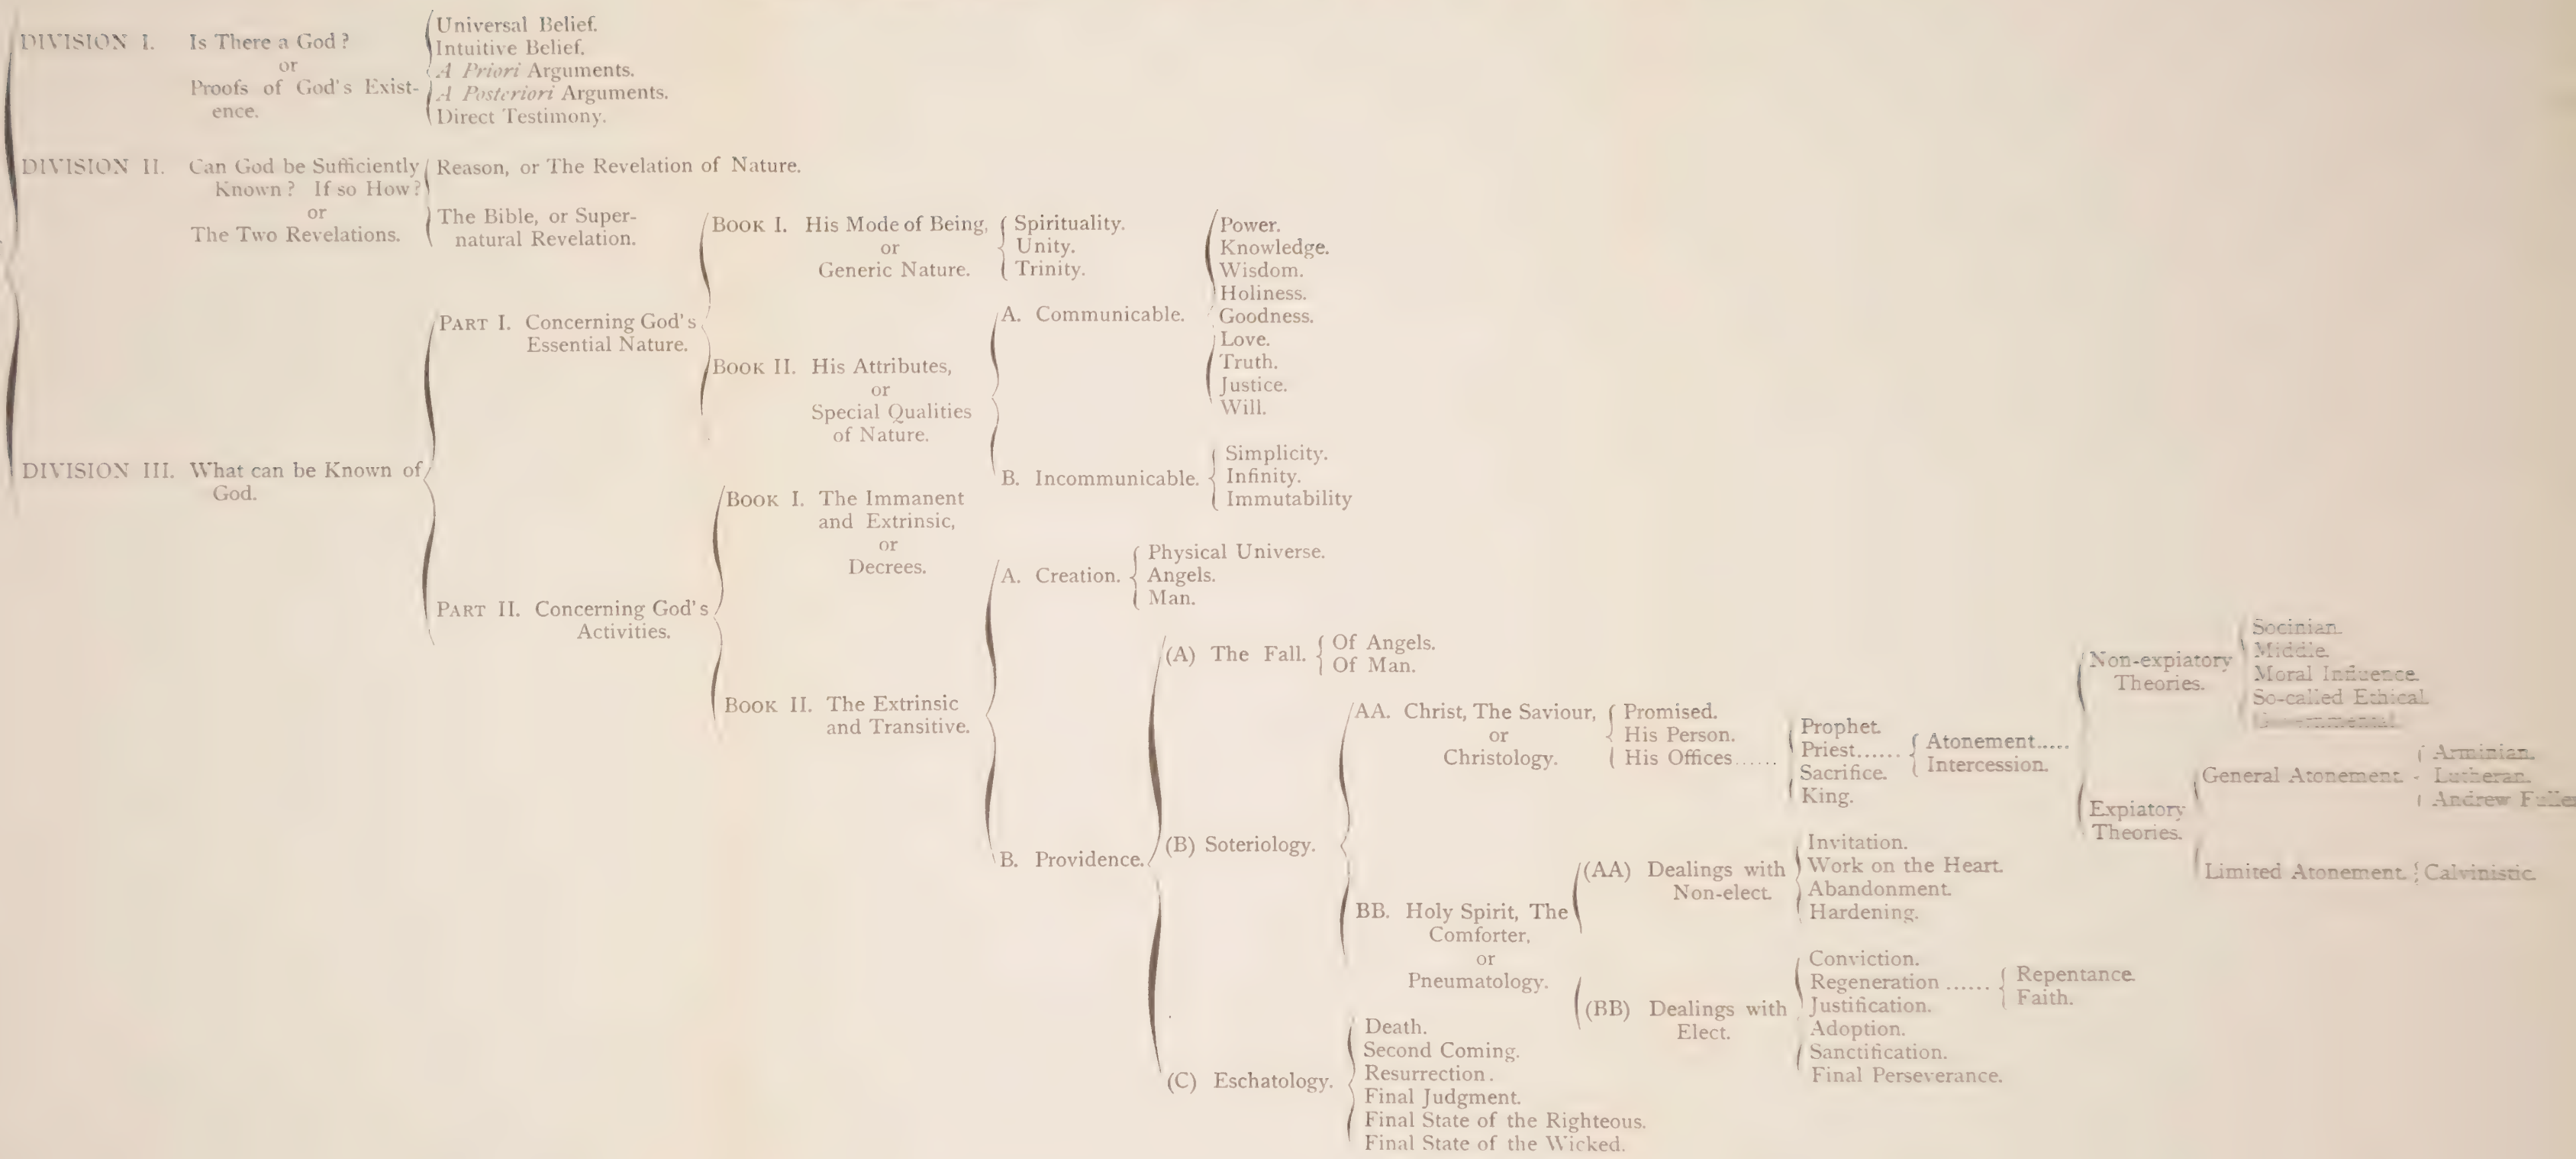 DIVISION I. Is There a God?
or
Proofs of God's Exist-
ence.
Universal Belief.
Intuitive Belief.
A Priori Arguments.
A Posteriori Arguments.
Direct Testimony.
DIVISION II. Can God be Sufficiently
Known? If so How?
or
The Two Revelations.
Reason, or The Revelation of Nature.
The Bible, or Super-
natural Revelation.
DIVISION III. What can be Known of
God.
PART I. Concerning God's
Essential Nature.
BOOK I. His Mode of Being,
or
Generic Nature.
Spirituality.
Unity.
Trinity.
BOOK II. His Attributes,
or
Special Qualities
of Nature.
A. Communicable.
Power.
Knowledge.
Wisdom.
Holiness.
Goodness.
Love.
Truth.
Justice.
Will.
B. Incommunicable.
Simplicity.
Infinity.
Immutability
PART II. Concerning God's
Activities.
BOOK I. The Immanent
and Extrinsic,
or
Decrees.
BOOK II. The Extrinsic
and Transitive.
A. Creation.
Physical Universe.
Angels.
Man.
B. Providence.
(A) The Fall.
Of Angels.
Of Man.
(B) Soteriology.
AA. Christ, The Saviour,
or
Christology.
Promised.
His Person.
His Offices......
Prophet.
Priest......
Sacrifice.
King.
Atonement.....
Intercession.
Non-expiatory
Theories.
Socinian.
Middle.
Moral Influence.
So-called Ethical.
Expiatory
Theories.
General Atonement.
Arminian.
Lutheran.
Andrew
Limited Atonement.
Calvinistic.
BB. Holy Spirit, The
Comforter,
or
Pneumatology.
(AA) Dealings with
Non-elect.
Invitation.
Work on the Heart.
Abandonment.
Hardening.
(BB) Dealings with
Elect.
Conviction.
Regeneration ......
Justification.
Adoption.
Sanctification.
Final Perseverance.
Repentance.
Faith.
(C) Eschatology.
Death.
Second Coming.
Resurrection.
Final Judgment.
Final State of the Righteous.
Final State of the Wicked.